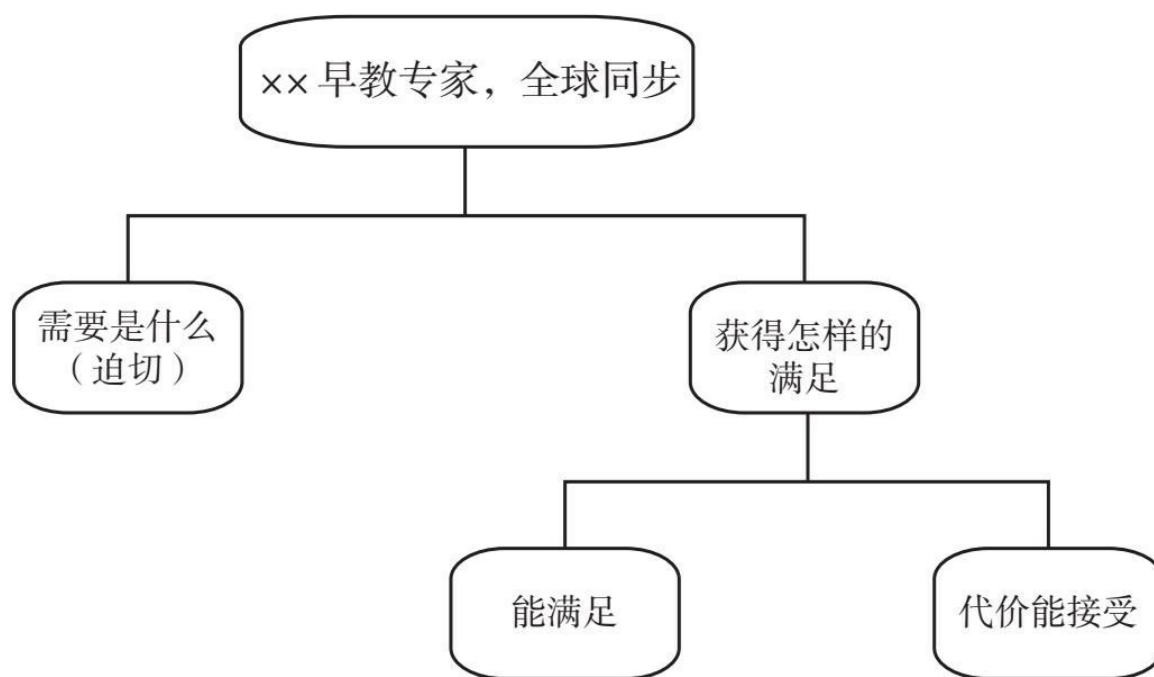 ××早教专家，全球同步
需要是什么
（迫切）
获得怎样的
满足
能满足
代价能接受